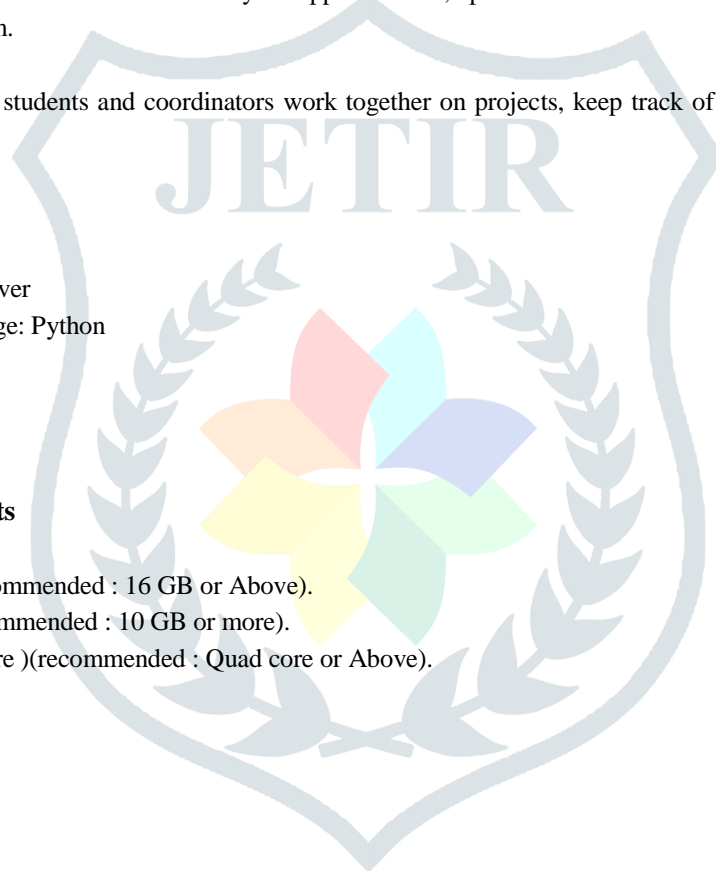 n.
students and coordinators work together on projects, keep track of
JETIR
ver
ge: Python
ts
ommended : 16 GB or Above).
mmended : 10 GB or more).
re )(recommended : Quad core or Above).